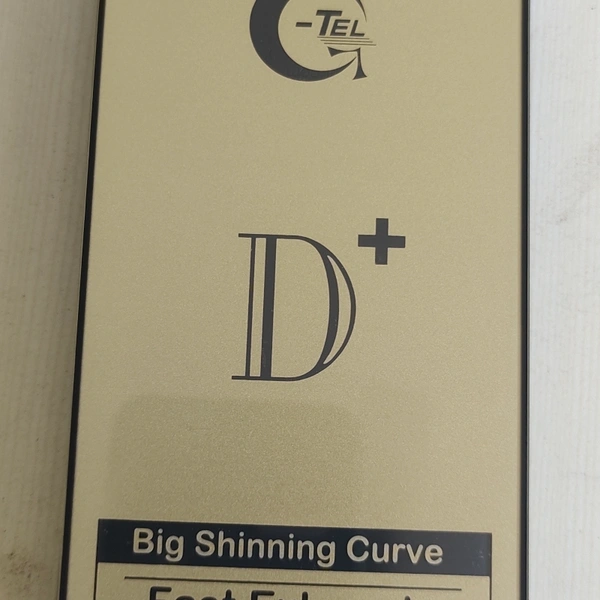 G-TEL
D+
Big Shinning Curve